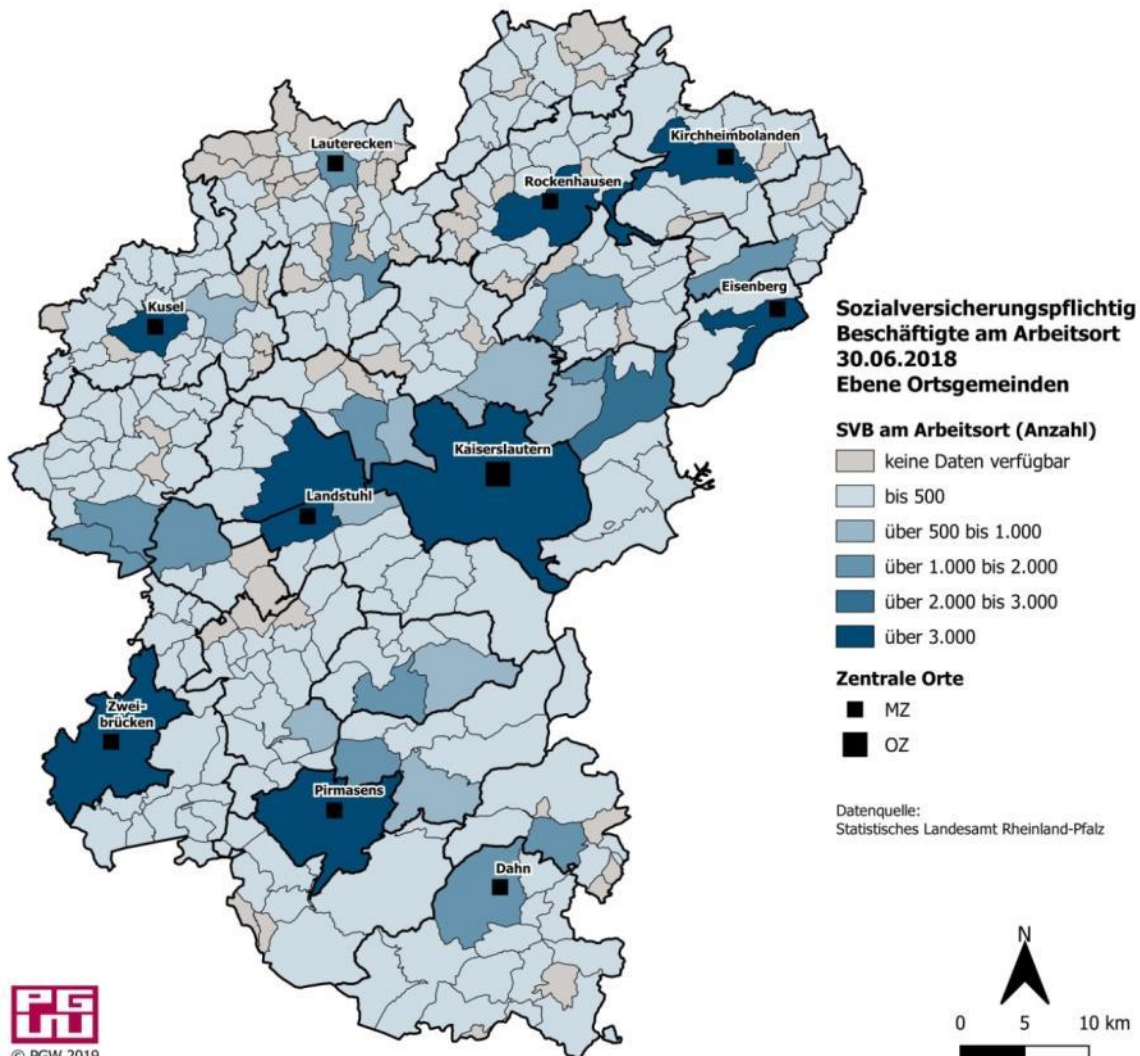 Lauterecken
Kirchheimbolanden
Rockenhausen
Eisenberg
Kusel
Kaiserslautern
Landstuhl
Zwei-
brücken
Pirmasens
Dahn
Sozialversicherungspflichtig
Beschäftigte am Arbeitsort
30.06.2018
Ebene Ortsgemeinden
SVB am Arbeitsort (Anzahl)
keine Daten verfügbar
bis 500
über 500 bis 1.000
über 1.000 bis 2.000
über 2.000 bis 3.000
über 3.000
Zentrale Orte
MZ
OZ
Datenquelle:
Statistisches Landesamt Rheinland-Pfalz
N
0 5 10 km
PGW
© PGW 2019